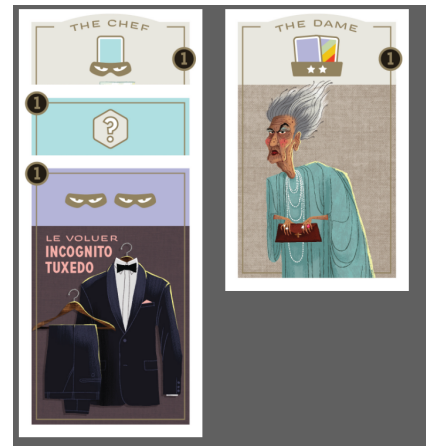 THE CHEF
1
1
?
1
LE VOLUER
INCOGNITO
TUXEDO
THE DAME
1